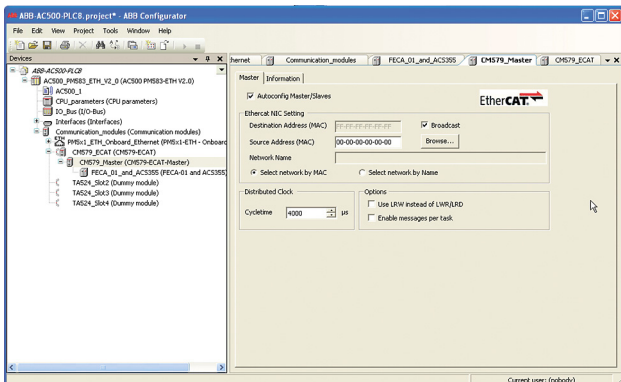 ABB-AC500-PLC8.project* - ABB Configurator
File Edit View Project Tools Window Help
Devices
ABB-AC500-PLC8
AC500_PM583_ETH_V2_0 (AC500 PM583-ETH V2.0)
AC500_1
CPU_parameters (CPU parameters)
IO_Bus (I/O-Bus)
Interfaces (Interfaces)
Communication_modules (Communication modules)
PM5x1_ETH_Onboard_Ethernet (PM5x1-ETH - Onboard
CM579_ECAT (CM579-ECAT)
CM579_Master (CM579-ECAT-Master)
FECA_01_and_ACS355 (FECA-01 and ACS355)
TA524_Slot2 (Dummy module)
TA524_Slot3 (Dummy module)
TA524_Slot4 (Dummy module)
hernet Communication_modules FECA_01_and_ACS355 CM579_Master CM579_ECAT
Master Information
Autoconfig Master/Slaves
EtherCAT
Ethercat NIC Setting
Destination Address (MAC) FF-FF-FF-FF-FF-FF Broadcast
Source Address (MAC) 00-00-00-00-00-00 Browse...
Network Name
Select network by MAC Select network by Name
Distributed Clock
Cycletime 4000 µs
Options
Use LRW instead of LWR/LRD
Enable messages per task
Current user: (nobody)